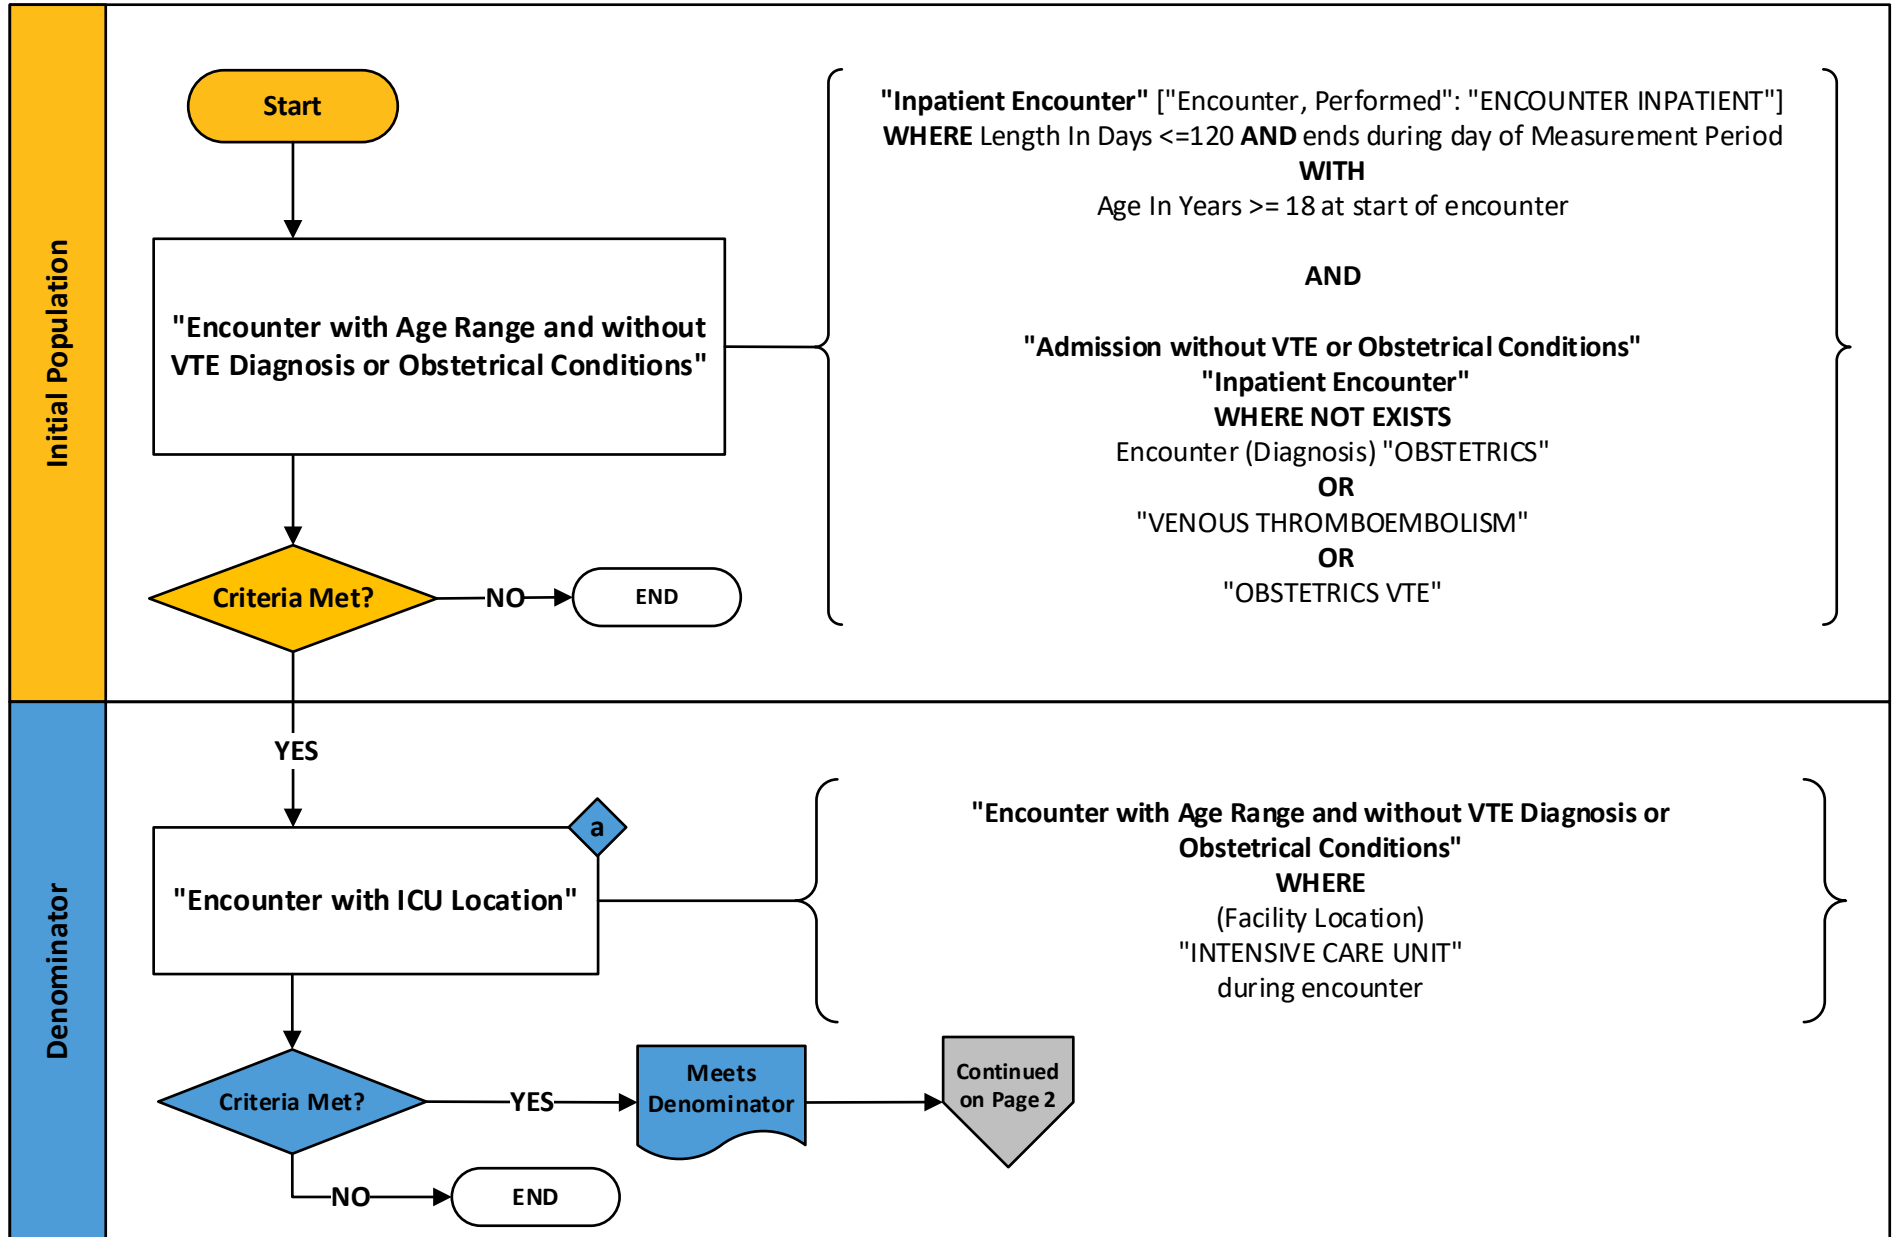 Initial Population
Start
"Inpatient Encounter" ["Encounter, Performed": "ENCOUNTER INPATIENT"]
WHERE Length In Days <=120 AND ends during day of Measurement Period
WITH
Age In Years >= 18 at start of encounter
AND
"Encounter with Age Range and without
VTE Diagnosis or Obstetrical Conditions"
"Admission without VTE or Obstetrical Conditions"
"Inpatient Encounter"
WHERE NOT EXISTS
Encounter (Diagnosis) "OBSTETRICS"
OR
"VENOUS THROMBOEMBOLISM"
OR
"OBSTETRICS VTE"
Criteria Met?
NO
END
Denominator
YES
a
"Encounter with ICU Location"
"Encounter with Age Range and without VTE Diagnosis or
Obstetrical Conditions"
WHERE
(Facility Location)
"INTENSIVE CARE UNIT"
during encounter
Criteria Met?
YES
Meets
Denominator
Continued
on Page 2
NO
END